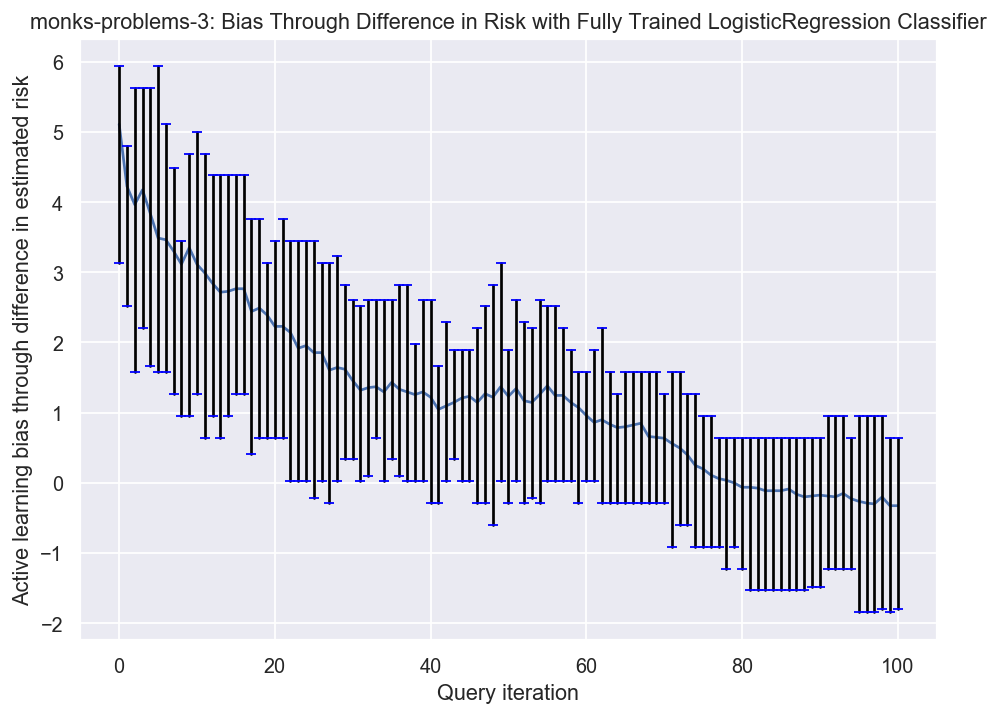 monks-problems-3: Bias Through Difference in Risk with Fully Trained LogisticRegression Classifier
Active learning bias through difference in estimated risk
6
5
4
3
2
1
0
−1
−2
0 20 40 60 80 100
Query iteration